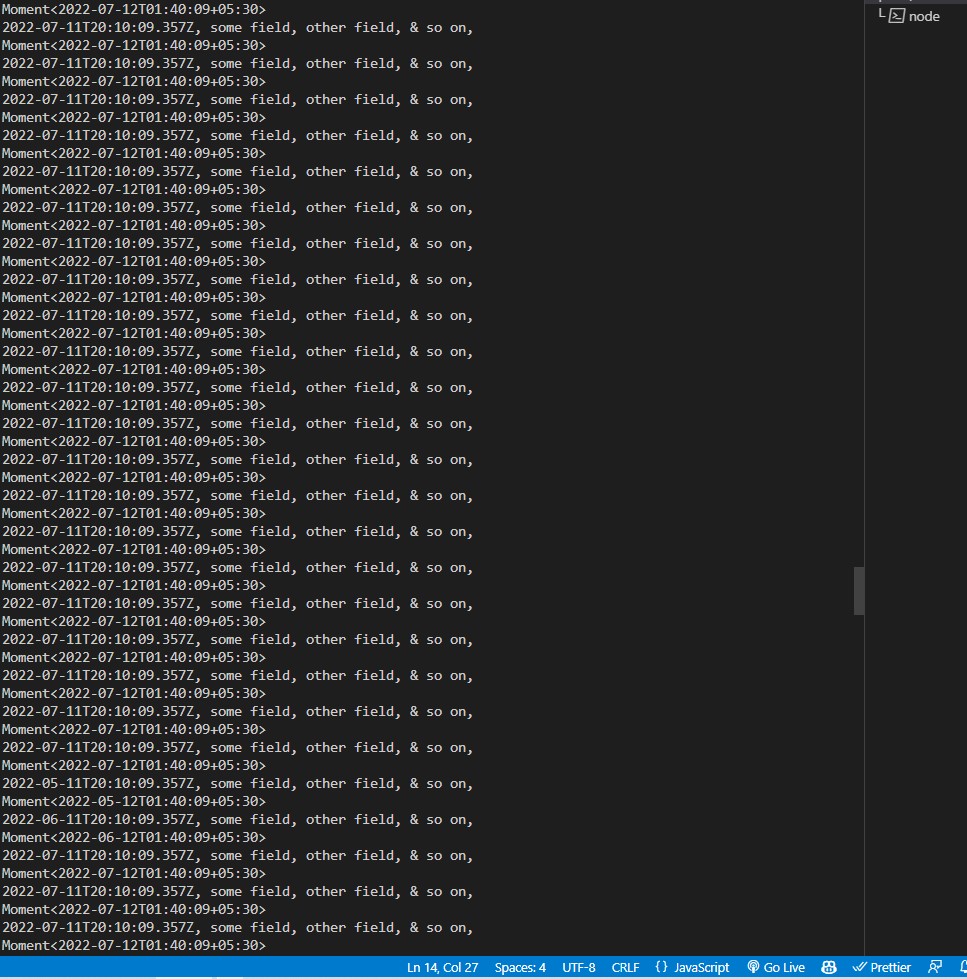 Moment<2022-07-12T01:40:09+05:30>
2022-07-11T20:10:09.357Z, some field, other field, & so on,
Moment<2022-07-12T01:40:09+05:30>
2022-07-11T20:10:09.357Z, some field, other field, & so on,
Moment<2022-07-12T01:40:09+05:30>
2022-07-11T20:10:09.357Z, some field, other field, & so on,
Moment<2022-07-12T01:40:09+05:30>
2022-07-11T20:10:09.357Z, some field, other field, & so on,
Moment<2022-07-12T01:40:09+05:30>
2022-07-11T20:10:09.357Z, some field, other field, & so on,
Moment<2022-07-12T01:40:09+05:30>
2022-07-11T20:10:09.357Z, some field, other field, & so on,
Moment<2022-07-12T01:40:09+05:30>
2022-07-11T20:10:09.357Z, some field, other field, & so on,
Moment<2022-07-12T01:40:09+05:30>
2022-07-11T20:10:09.357Z, some field, other field, & so on,
Moment<2022-07-12T01:40:09+05:30>
2022-07-11T20:10:09.357Z, some field, other field, & so on,
Moment<2022-07-12T01:40:09+05:30>
2022-07-11T20:10:09.357Z, some field, other field, & so on,
Moment<2022-07-12T01:40:09+05:30>
2022-07-11T20:10:09.357Z, some field, other field, & so on,
Moment<2022-07-12T01:40:09+05:30>
2022-07-11T20:10:09.357Z, some field, other field, & so on,
Moment<2022-07-12T01:40:09+05:30>
2022-07-11T20:10:09.357Z, some field, other field, & so on,
Moment<2022-07-12T01:40:09+05:30>
2022-07-11T20:10:09.357Z, some field, other field, & so on,
Moment<2022-07-12T01:40:09+05:30>
2022-07-11T20:10:09.357Z, some field, other field, & so on,
Moment<2022-07-12T01:40:09+05:30>
2022-07-11T20:10:09.357Z, some field, other field, & so on,
Moment<2022-07-12T01:40:09+05:30>
2022-07-11T20:10:09.357Z, some field, other field, & so on,
Moment<2022-07-12T01:40:09+05:30>
2022-07-11T20:10:09.357Z, some field, other field, & so on,
Moment<2022-07-12T01:40:09+05:30>
2022-07-11T20:10:09.357Z, some field, other field, & so on,
Moment<2022-07-12T01:40:09+05:30>
2022-07-11T20:10:09.357Z, some field, other field, & so on,
Moment<2022-07-12T01:40:09+05:30>
2022-07-11T20:10:09.357Z, some field, other field, & so on,
Moment<2022-07-12T01:40:09+05:30>
2022-05-11T20:10:09.357Z, some field, other field, & so on,
Moment<2022-05-12T01:40:09+05:30>
2022-06-11T20:10:09.357Z, some field, other field, & so on,
Moment<2022-06-12T01:40:09+05:30>
2022-07-11T20:10:09.357Z, some field, other field, & so on,
Moment<2022-07-12T01:40:09+05:30>
2022-07-11T20:10:09.357Z, some field, other field, & so on,
Moment<2022-07-12T01:40:09+05:30>
2022-07-11T20:10:09.357Z, some field, other field, & so on,
Moment<2022-07-12T01:40:09+05:30>
node
Ln 14, Col 27 Spaces: 4 UTF-8 CRLF {} JavaScript Go Live Prettier